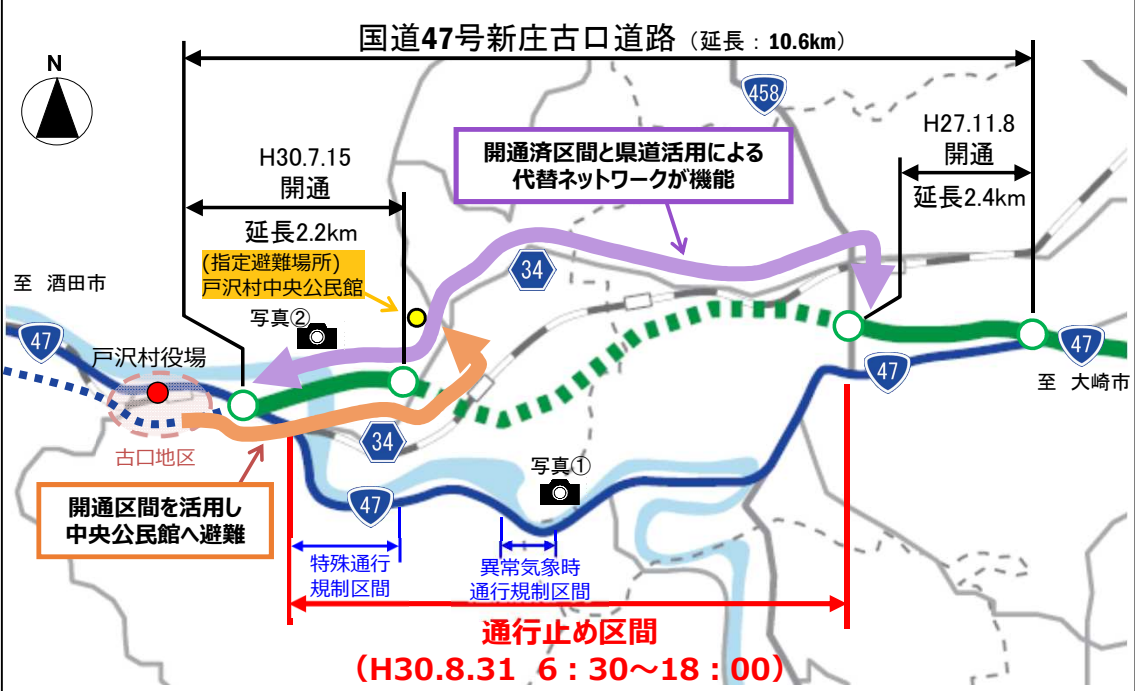 国道47号新庄古口道路（延長：10.6km）
N
458
H27.11.8
開通
延長2.4km
開通済区間と県道活用による
代替ネットワークが機能
H30.7.15
開通
延長2.2km
(指定避難場所)
戸沢村中央公民館
34
至 酒田市
写真②
47
戸沢村役場
47
47
至 大崎市
34
古口地区
写真①
47
開通区間を活用し
中央公民館へ避難
特殊通行
規制区間
異常気象時
通行規制区間
通行止め区間
（H30.8.31 6：30～18：00）